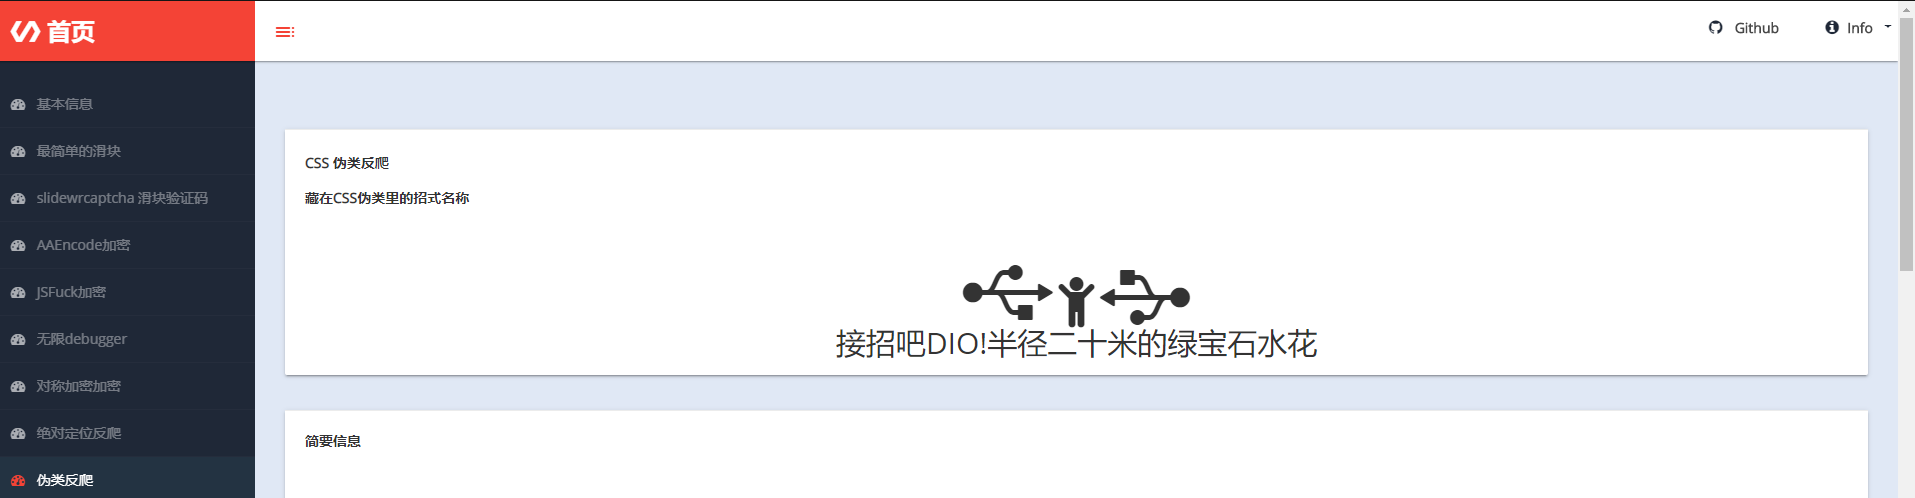 首页
Github
Info
基本信息
最简单的滑块
slidewrcaptcha 滑块验证码
AAEncode加密
JSFuck加密
无限debugger
对称加密加密
绝对定位反爬
伪类反爬
CSS 伪类反爬
藏在CSS伪类里的招式名称
接招吧DIO!半径二十米的绿宝石水花
简要信息